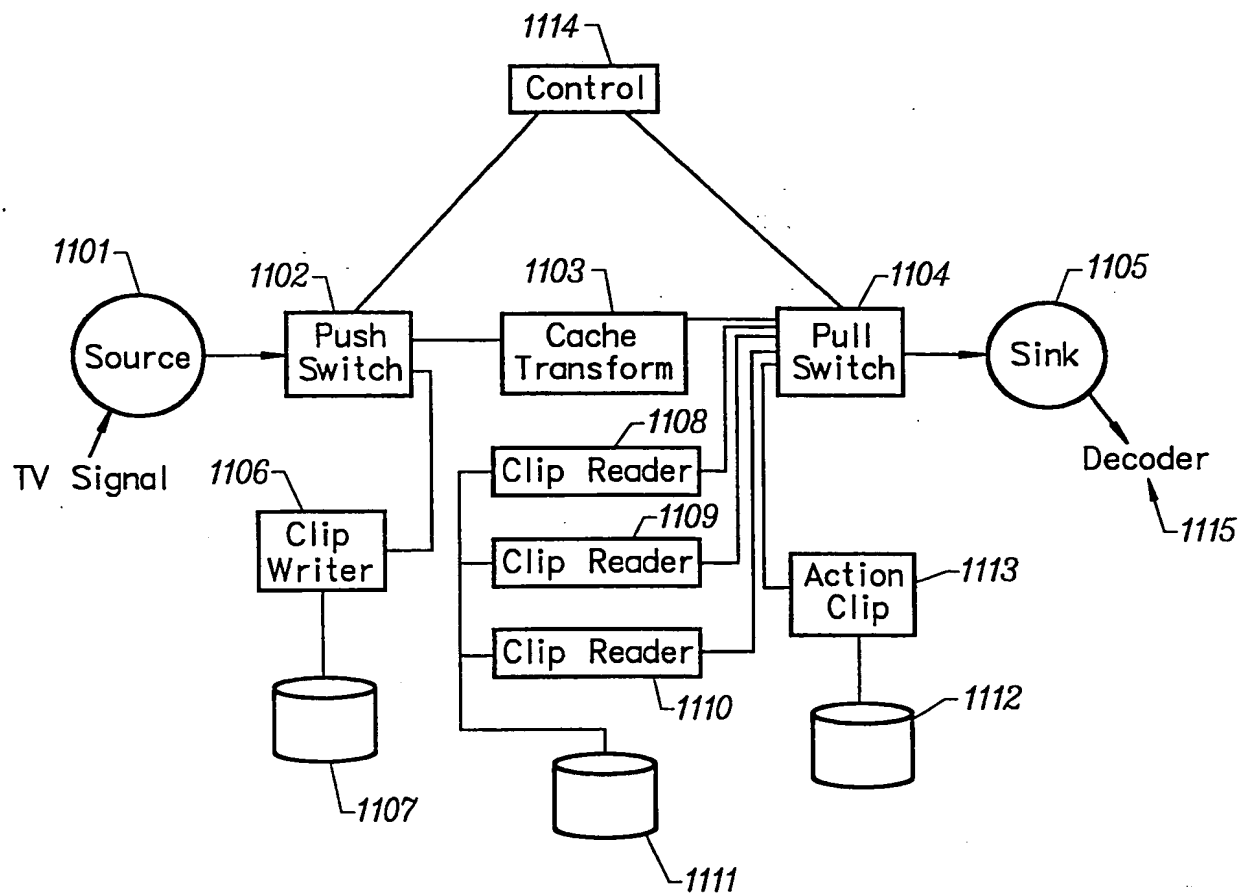 1114
Control
1101
1102
1103
1104
1105
Source
Push
Switch
Cache
Transform
Pull
Switch
Sink
TV Signal
Decoder
1115
1106
Clip
Writer
1108
Clip Reader
1109
Clip Reader
Clip Reader
1110
Action
Clip
1113
1107
1111
1112